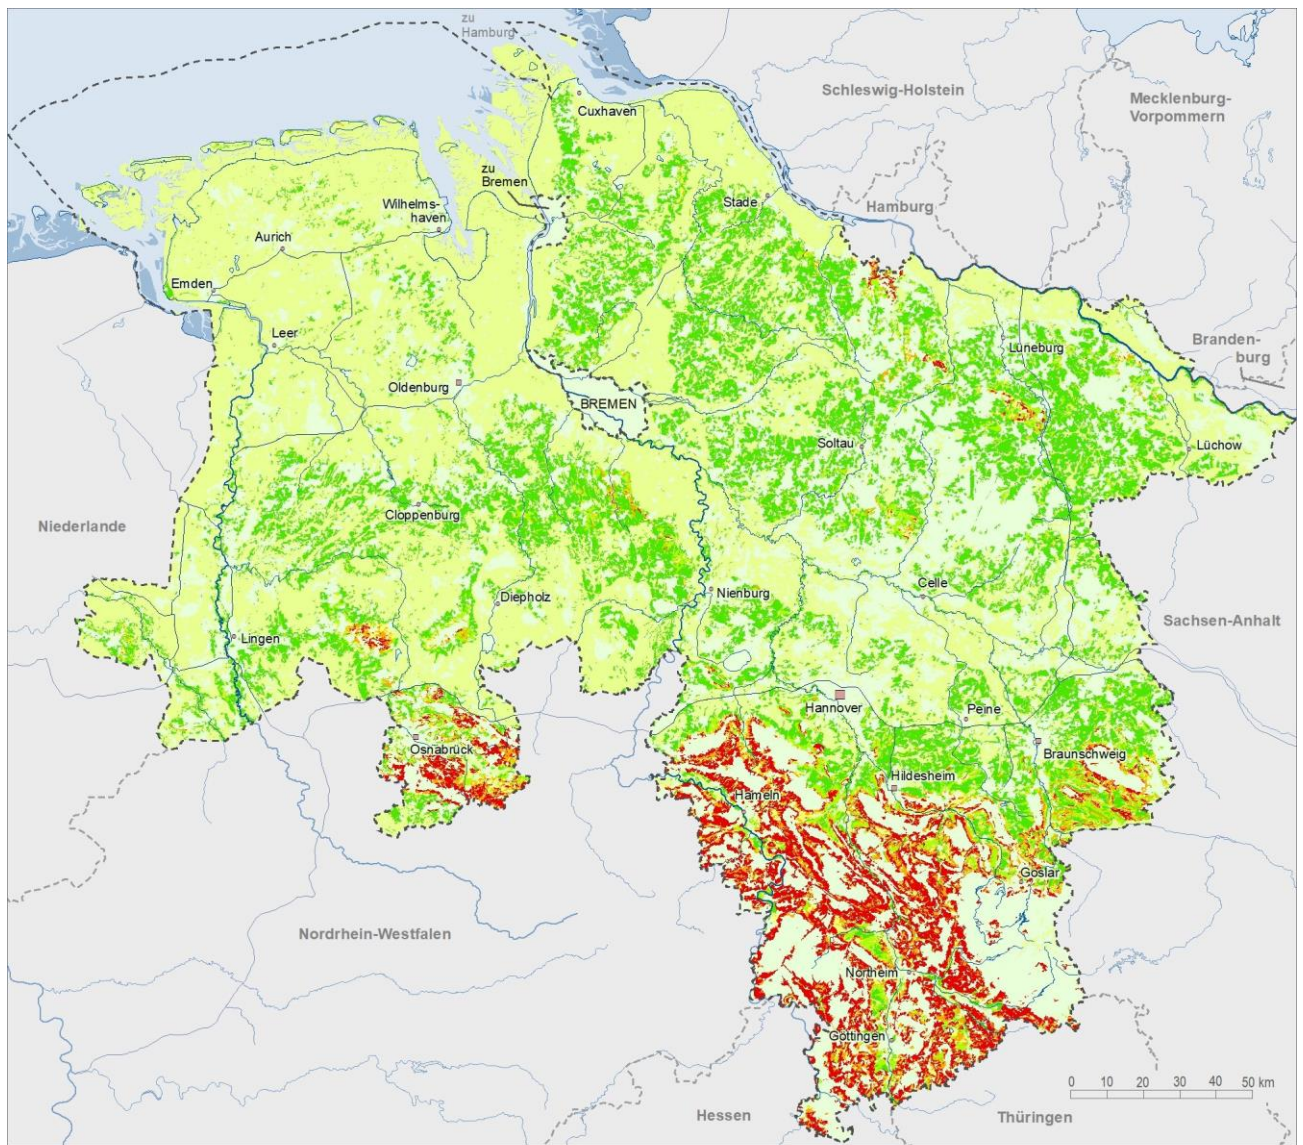 zu
Hamburg
Schleswig-Holstein
Mecklenburg-
Vorpommern
Cuxhaven
zu
Bremen
Stade
Hamburg
Wilhelms-
haven
Aurich
Emden
Leer
Lüneburg
Branden-
burg
Oldenburg
BREMEN
Soltau
Lüchow
Cloppenburg
Niederlande
Celle
Nienburg
Diepholz
Sachsen-Anhalt
Lingen
Hannover
Peine
Osnabrück
Braunschweig
Hildesheim
Hameln
Goslar
Nordrhein-Westfalen
Northeim
Göttingen
0 10 20 30 40 50 km
Hessen
Thüringen